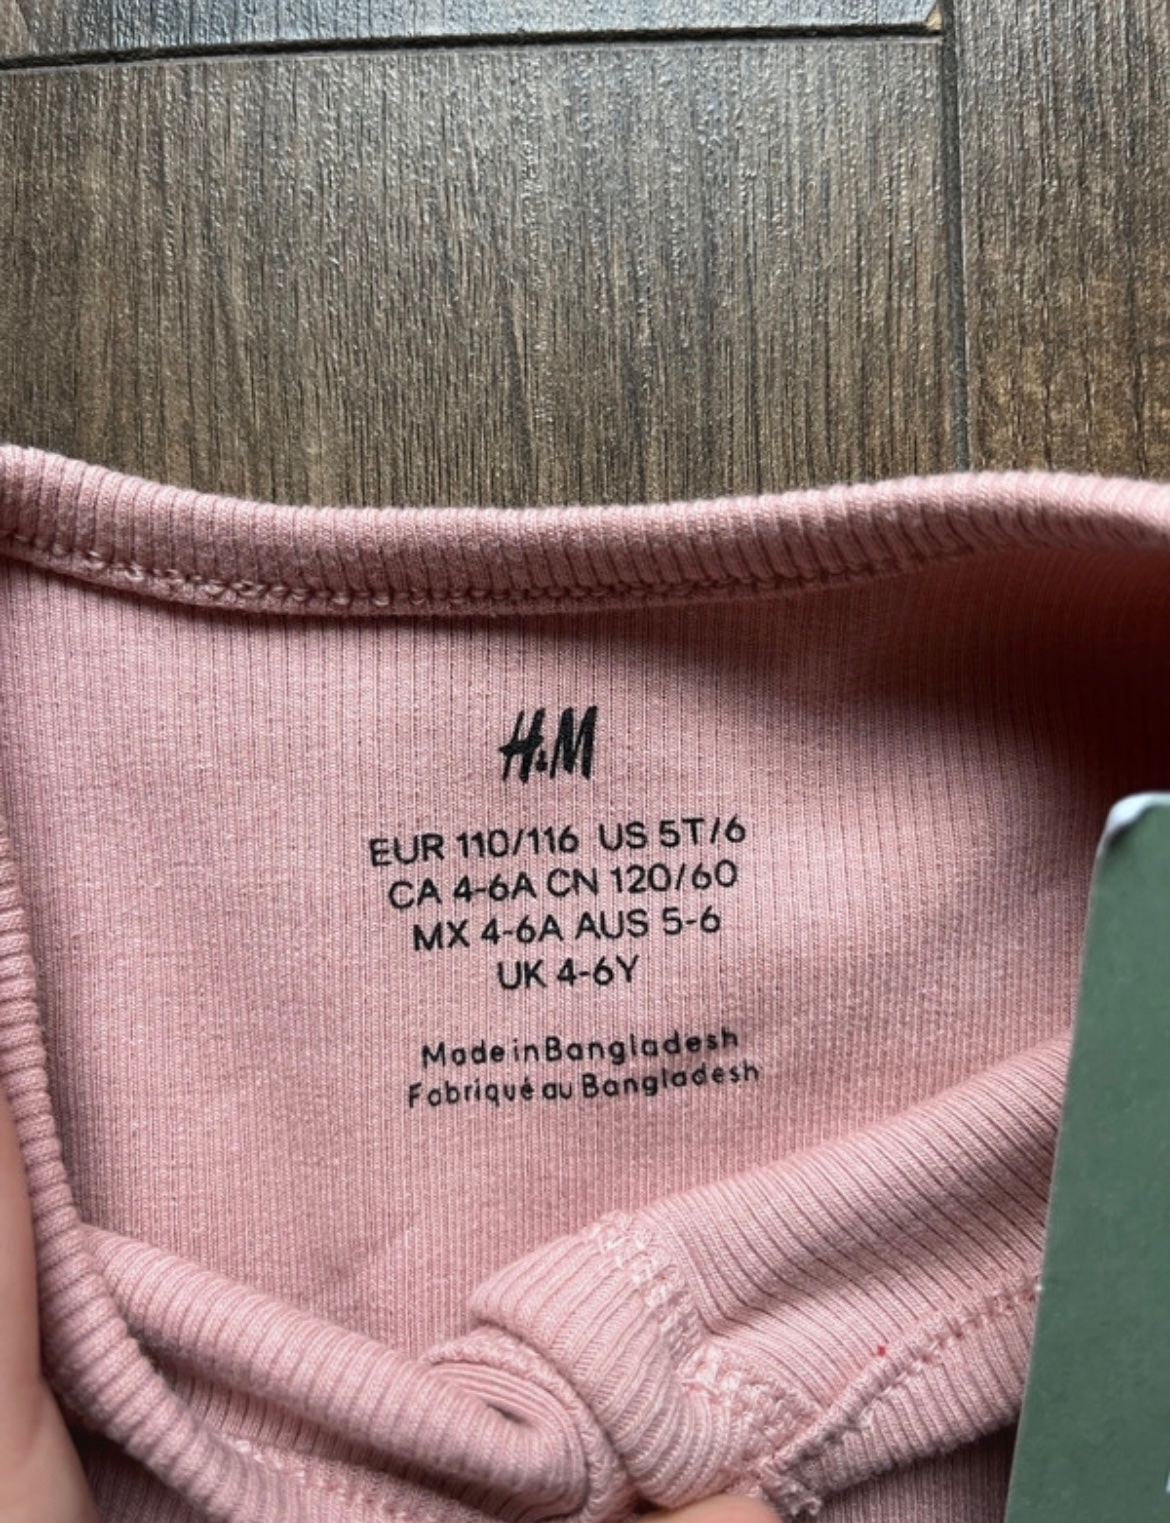 H&M
EUR 110/116 US 5T/6
CA 4-6A CN 120/60
MX 4-6A AUS 5-6
UK 4-6Y
Made in Bangladesh
Fabriqué au Bangladesh